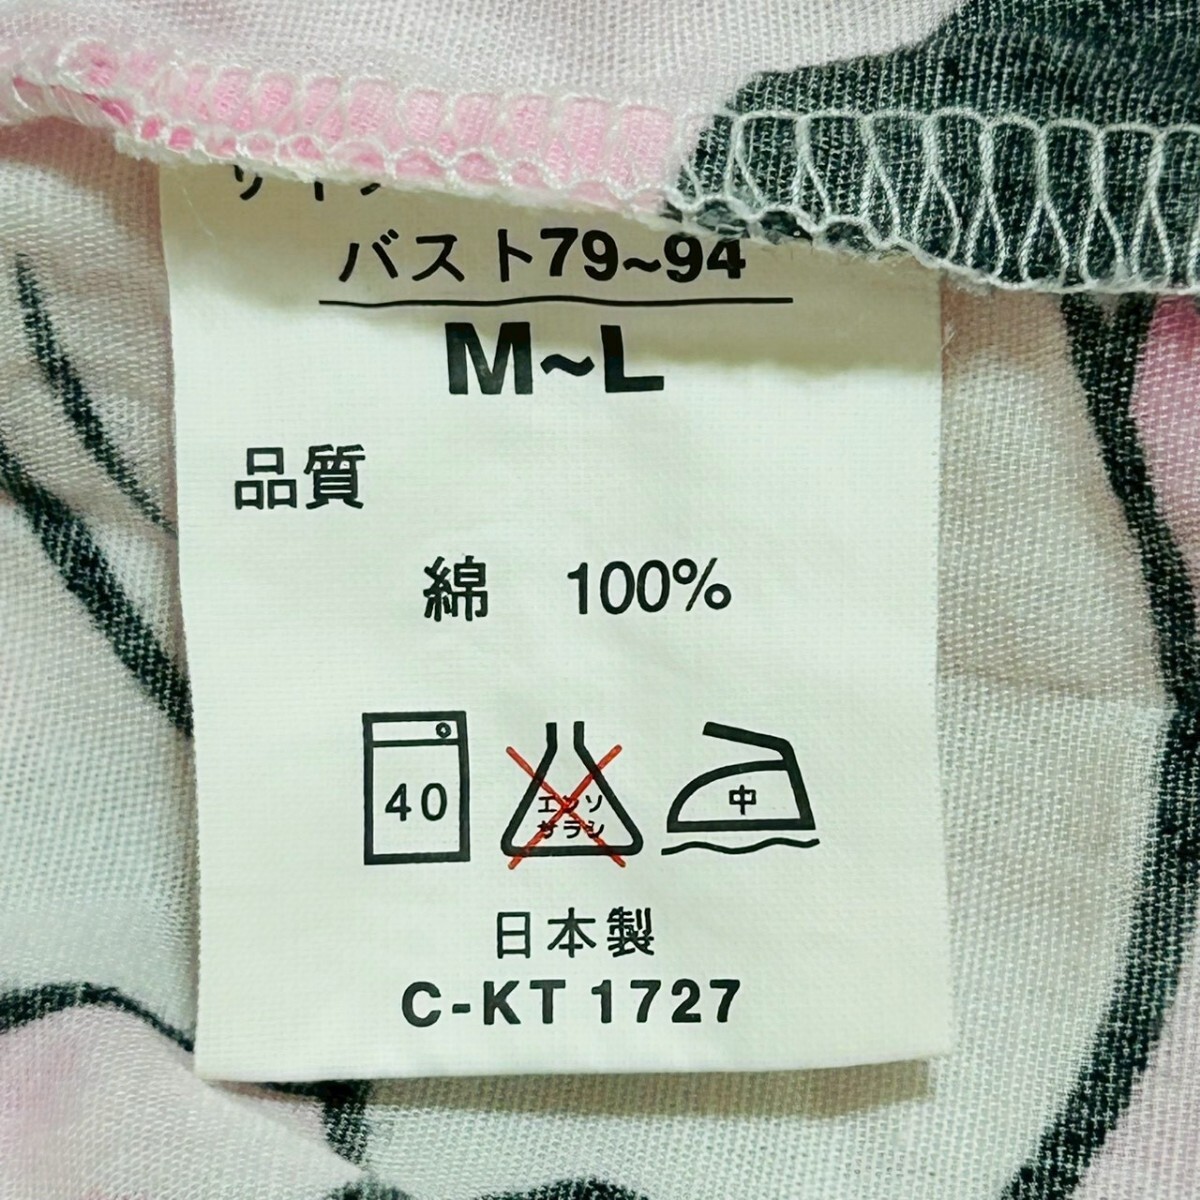 バスト79~94
M~L
品質
綿 100%
40
エンソ
サラシ
中
日本製
C-KT 1727